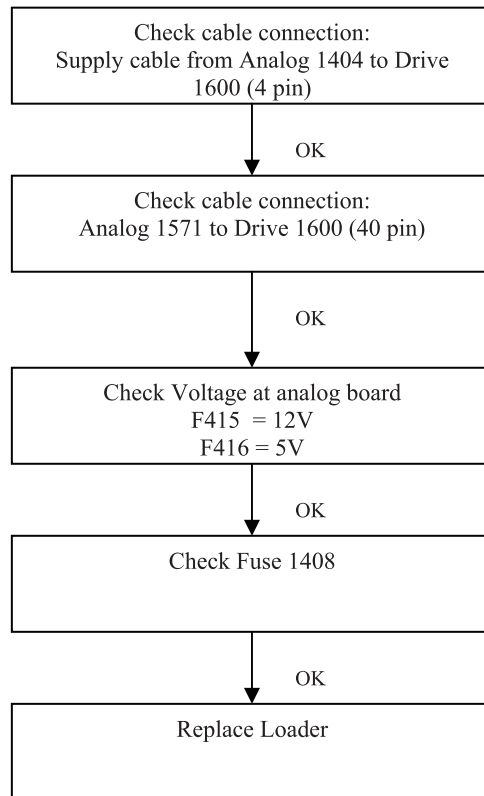 Check cable connection:
Supply cable from Analog 1404 to Drive
1600 (4 pin)
OK
Check cable connection:
Analog 1571 to Drive 1600 (40 pin)
OK
Check Voltage at analog board
F415 = 12V
F416 = 5V
OK
Check Fuse 1408
OK
Replace Loader